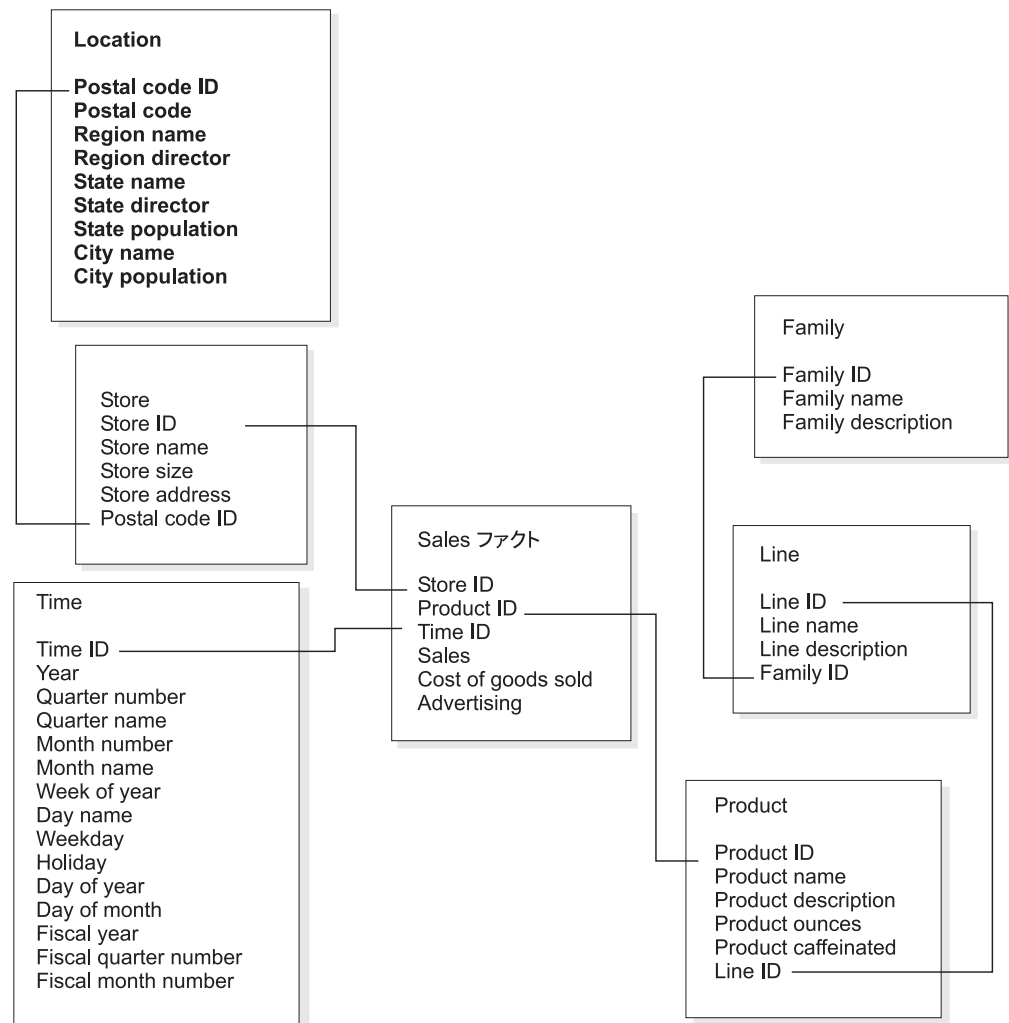 Location
Postal code ID
Postal code
Region name
Region director
State name
State director
State population
City name
City population
Store
Store ID
Store name
Store size
Store address
Postal code ID
Time
Time ID
Year
Quarter number
Quarter name
Month number
Month name
Week of year
Day name
Weekday
Holiday
Day of year
Day of month
Fiscal year
Fiscal quarter number
Fiscal month number
Sales ファクト
Store ID
Product ID
Time ID
Sales
Cost of goods sold
Advertising
Family
Family ID
Family name
Family description
Line
Line ID
Line name
Line description
Family ID
Product
Product ID
Product name
Product description
Product ounces
Product caffeinated
Line ID